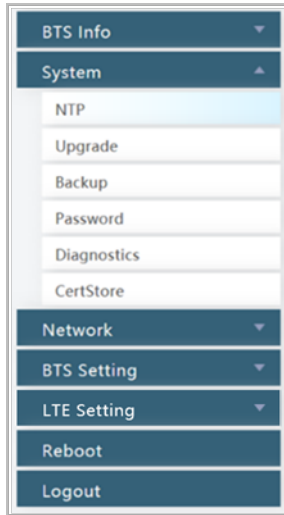 BTS Info
System
NTP
Upgrade
Backup
Password
Diagnostics
CertStore
Network
BTS Setting
LTE Setting
Reboot
Logout